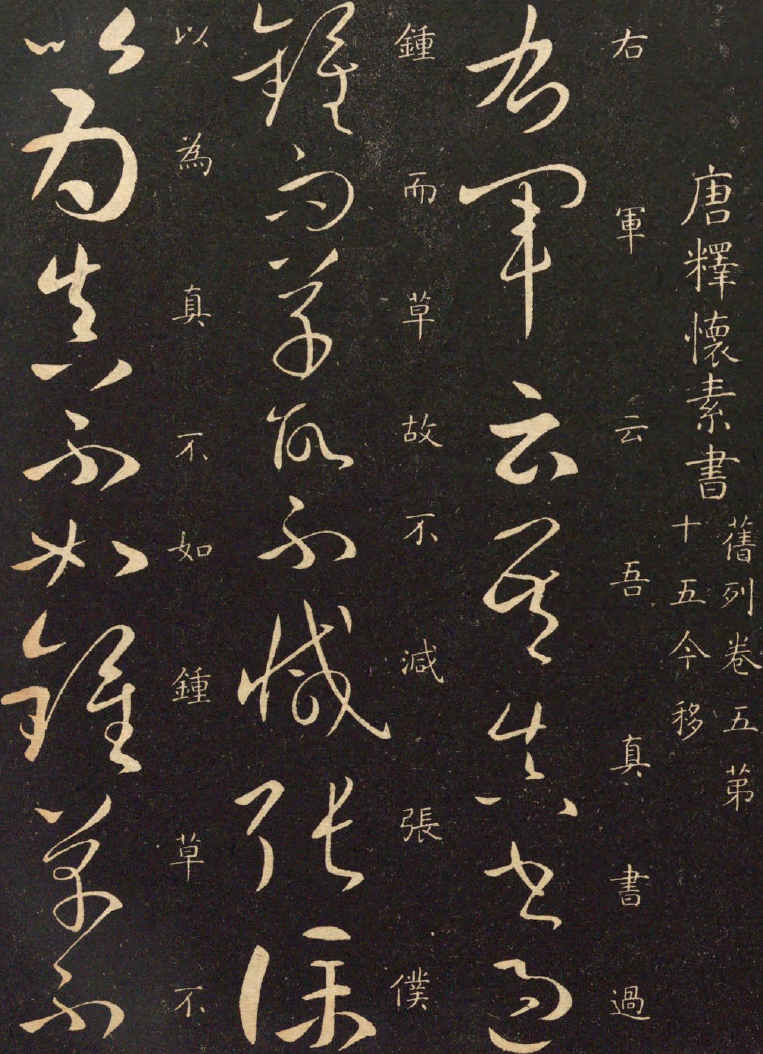 唐釋懷素書
舊列卷五第
十五今移
右軍云吾真書過
右軍云吾真書過
鍾而草故不減張僕
鍾而草故不減張僕
以為真不如鍾草不
以為真不如鍾草不